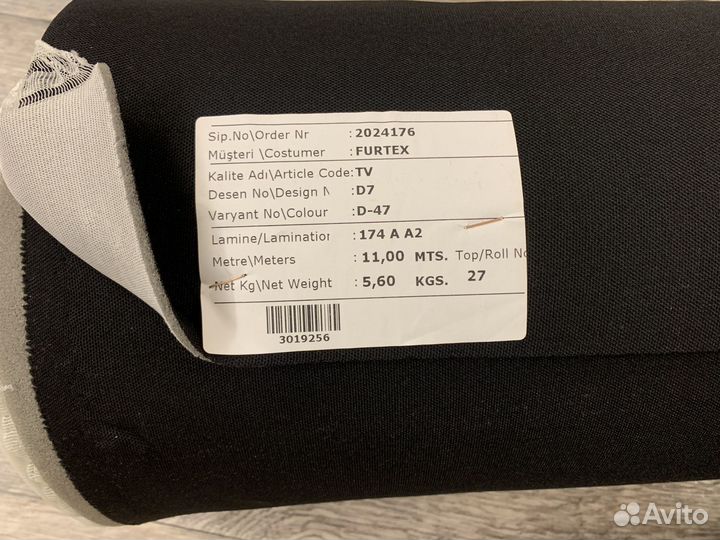 Sip.No\Order Nr : 2024176
Müşteri \Costumer : FURTEX
Kalite Adı\Article Code: TV
Desen No\Design N : D7
Varyant No\Colour : D-47
Lamine/Lamination : 174 A A2
Metre\Meters : 11,00 MTS. Top/Roll No
Net Kg\Net Weight : 5,60 KGS. 27
3019256
Avito